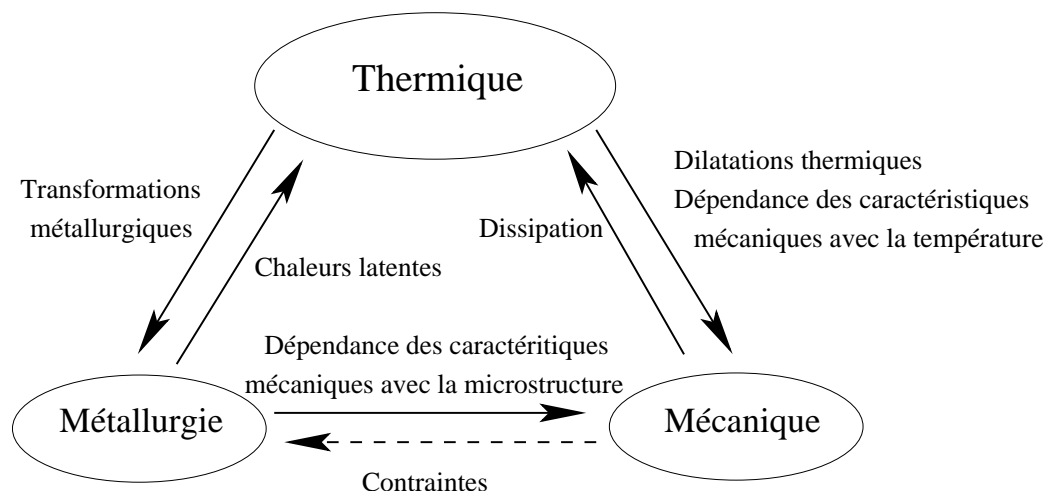 Thermique
Transformations
métallurgiques
Chaleurs latentes
Dissipation
Dilatations thermiques
Dépendance des caractéristiques
mécaniques avec la température
Dépendance des caractéritiques
mécaniques avec la microstructure
Métallurgie
Mécanique
Contraintes